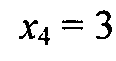 x₄ = 3